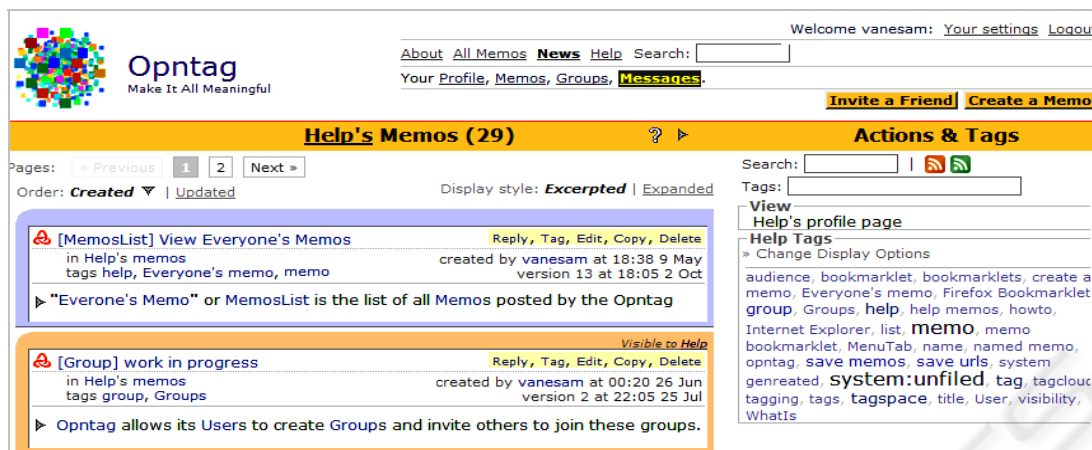 Welcome vanesam: Your settings Logout
Opntag
Make It All Meaningful
About All Memos News Help Search:
Your Profile, Memos, Groups, Messages.
Invite a Friend Create a Memo
Help's Memos (29) ?
Actions & Tags
Pages: « Previous 1 2 Next »
Order: Created | Updated
Display style: Excerpted | Expanded
[MemosList] View Everyone's Memos
Reply, Tag, Edit, Copy, Delete
in Help's memos
created by vanesam at 18:38 9 May
tags help, Everyone's memo, memo
version 13 at 18:05 2 Oct
"Everone's Memo" or MemosList is the list of all Memos posted by the Opntag
Visible to Help
[Group] work in progress
Reply, Tag, Edit, Copy, Delete
in Help's memos
created by vanesam at 00:20 26 Jun
tags group, Groups
version 2 at 22:05 25 Jul
Opntag allows its Users to create Groups and invite others to join these groups.
Search: |
Tags:
View
Help's profile page
Help Tags
» Change Display Options
audience, bookmarklet, bookmarklets, create a
memo, Everyone's memo, Firefox Bookmarklet
group, Groups, help, help memos, howto,
Internet Explorer, list, memo, memo
bookmarklet, MenuTab, name, named memo,
opntag, save memos, save urls, system
genreated, system:unfiled, tag, tagcloud
tagging, tags, tagspace, title, User, visibility,
WhatIs